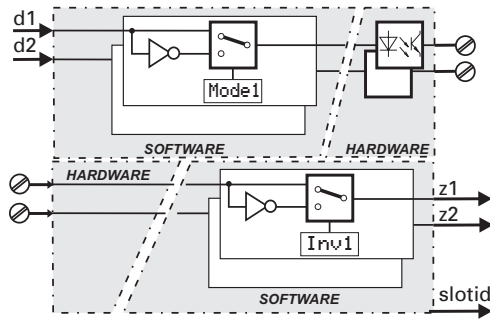 d1
d2
Mode1
SOFTWARE
HARDWARE
HARDWARE
z1
z2
Inv1
SOFTWARE
slotid